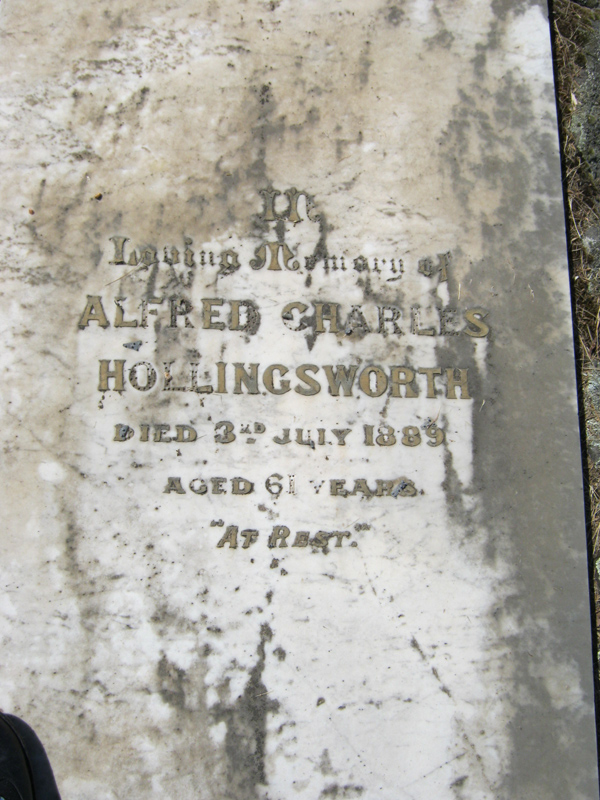 In
Loving Memory of
ALFRED CHARLES
HOLLINGSWORTH
DIED 3RD JULY 1889
AGED 61 YEARS.
"AT REST."